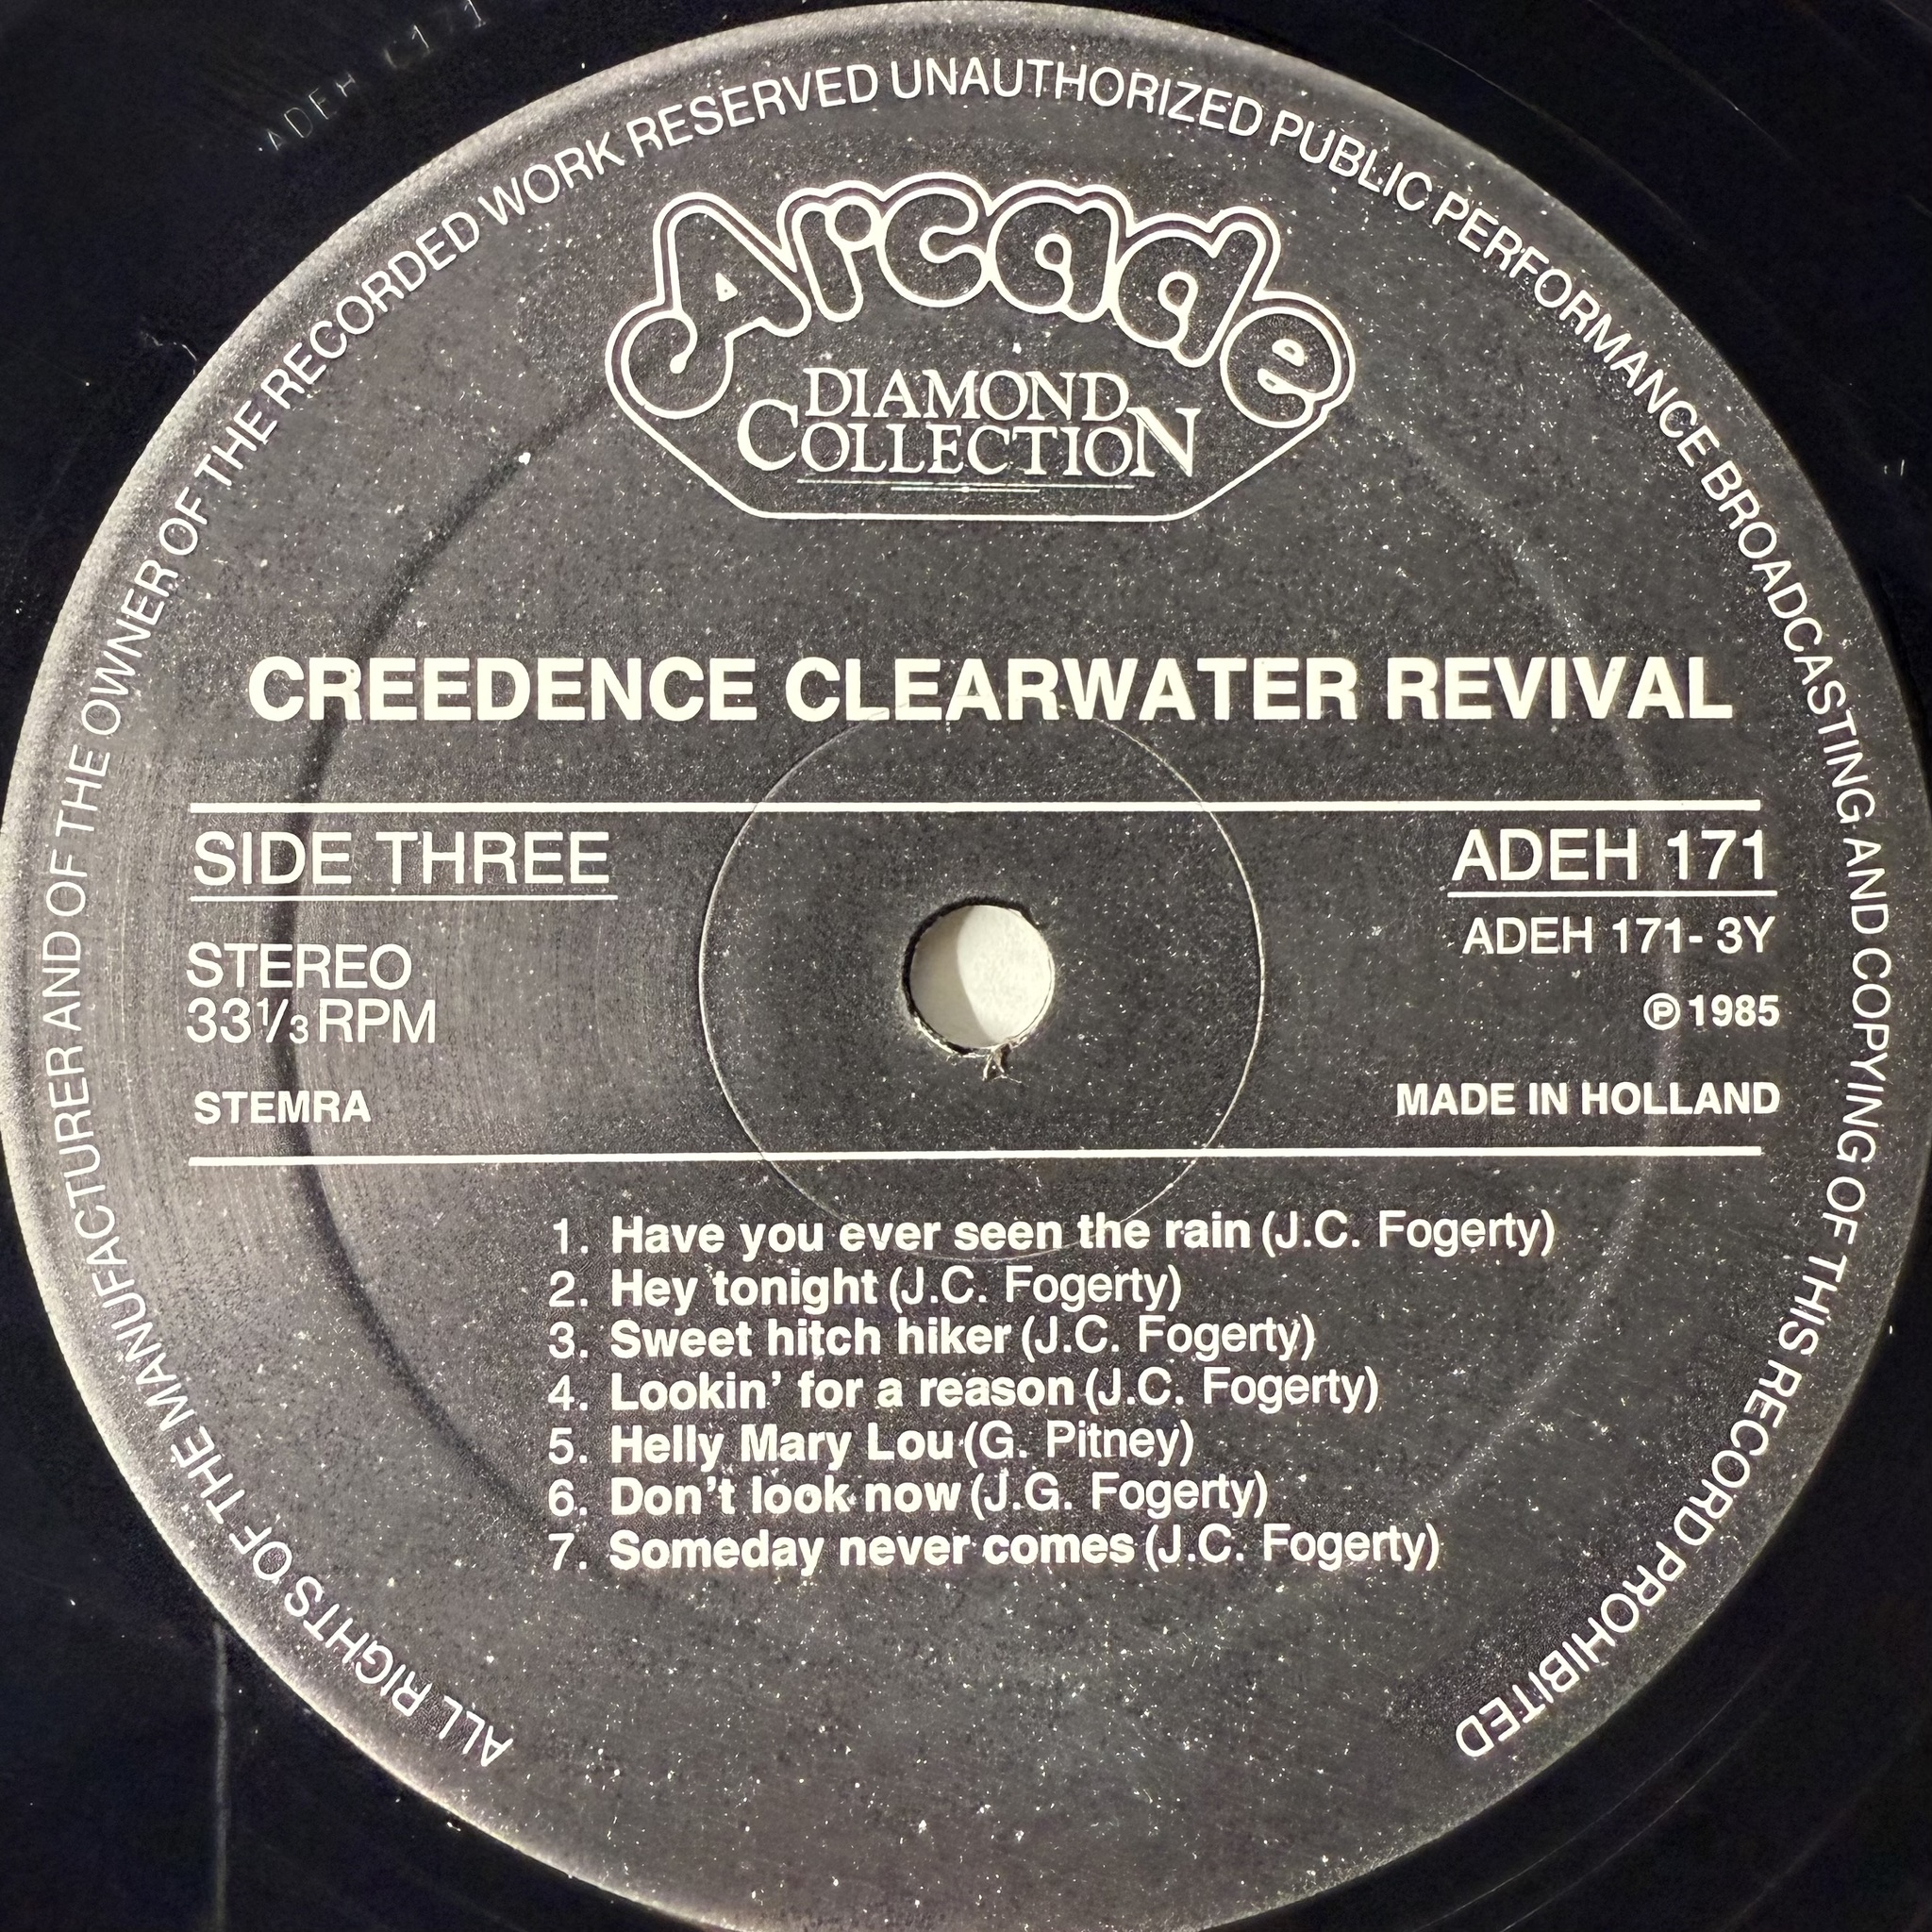 ADEH C171
ALL RIGHTS OF THE MANUFACTURER AND OF THE OWNER OF THE RECORDED WORK RESERVED UNAUTHORIZED PUBLIC PERFORMANCE BROADCASTING AND COPYING OF THIS RECORD PROHIBITED
Arcade
DIAMOND
COLLECTION
CREEDENCE CLEARWATER REVIVAL
SIDE THREE
ADEH 171
STEREO
ADEH 171- 3Y
33 1/3 RPM
℗ 1985
STEMRA
MADE IN HOLLAND
1. Have you ever seen the rain (J.C. Fogerty)
2. Hey tonight (J.C. Fogerty)
3. Sweet hitch hiker (J.C. Fogerty)
4. Lookin' for a reason (J.C. Fogerty)
5. Helly Mary Lou (G. Pitney)
6. Don't look now (J.G. Fogerty)
7. Someday never comes (J.C. Fogerty)